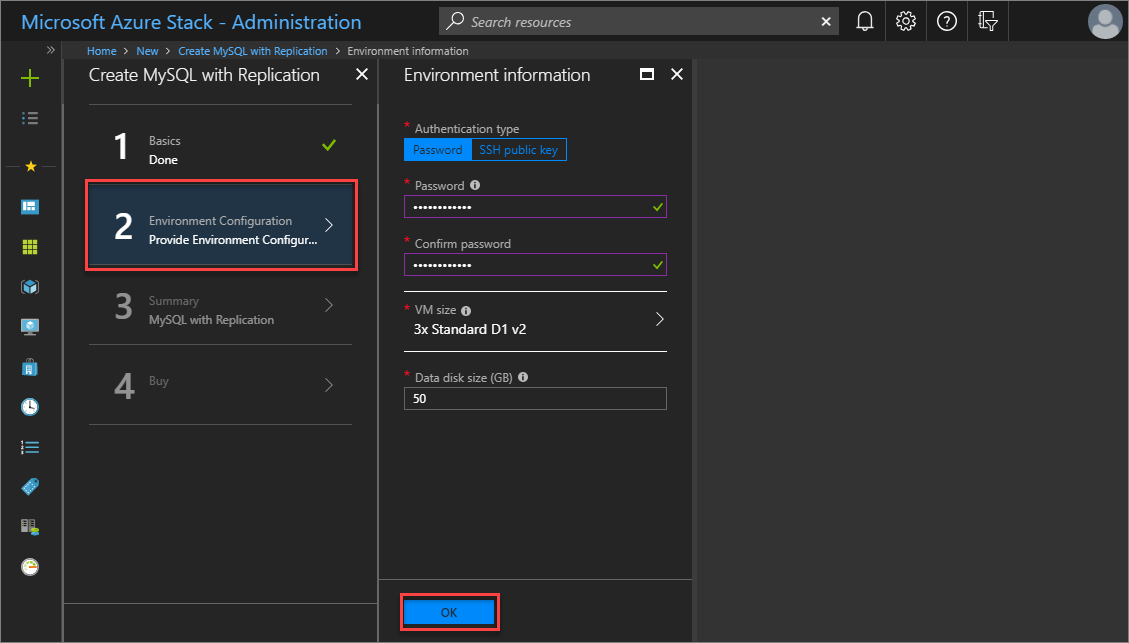 Microsoft Azure Stack - Administration
Search resources
Home > New > Create MySQL with Replication > Environment information
Create MySQL with Replication
1
Basics
Done
2
Environment Configuration
Provide Environment Configur...
3
Summary
MySQL with Replication
4
Buy
Environment information
* Authentication type
Password SSH public key
* Password
••••••••••••
* Confirm password
••••••••••••
* VM size
3x Standard D1 v2
* Data disk size (GB)
50
OK